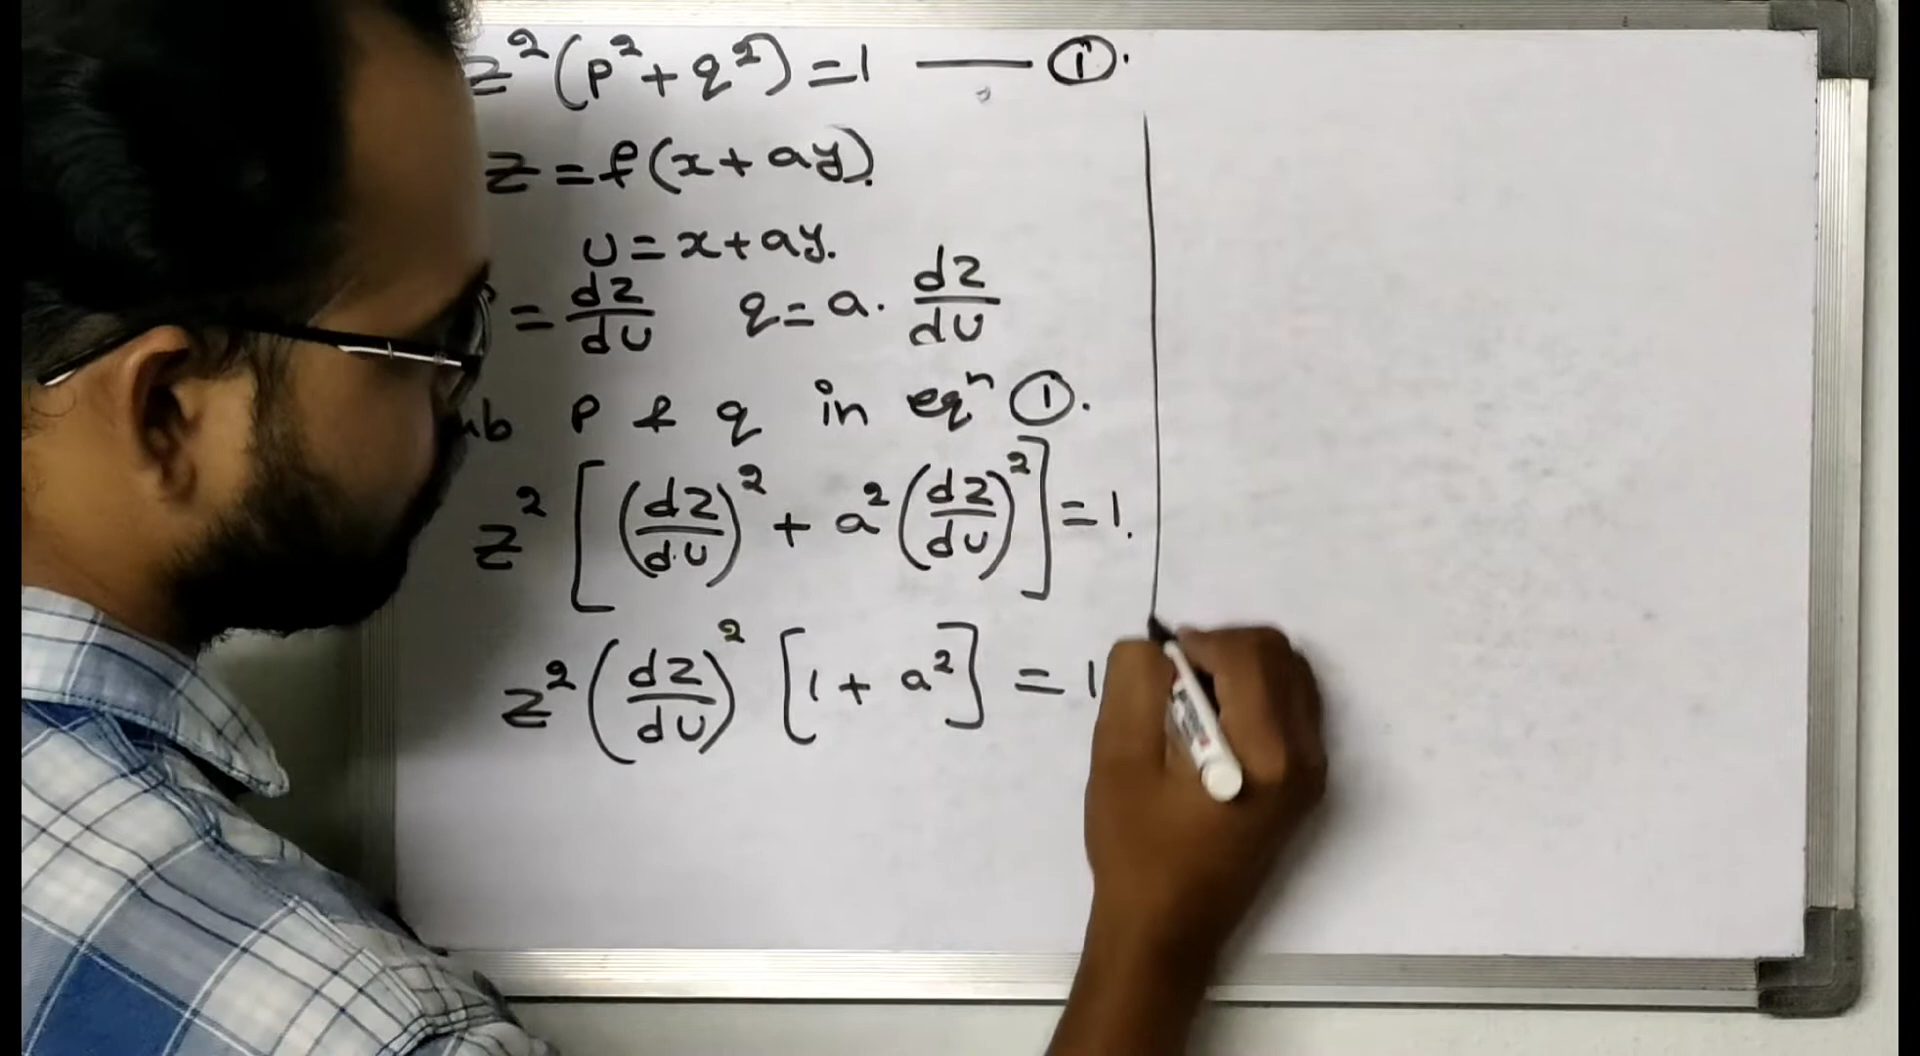 z²(p²+q²)=1 —— ①.
z=f(x+ay).
u=x+ay.
=dz/du q=a. dz/du
p & q in eqⁿ ①.
z²[(dz/du)²+a²(dz/du)²]=1.
z²(dz/du)²[1+a²]=1